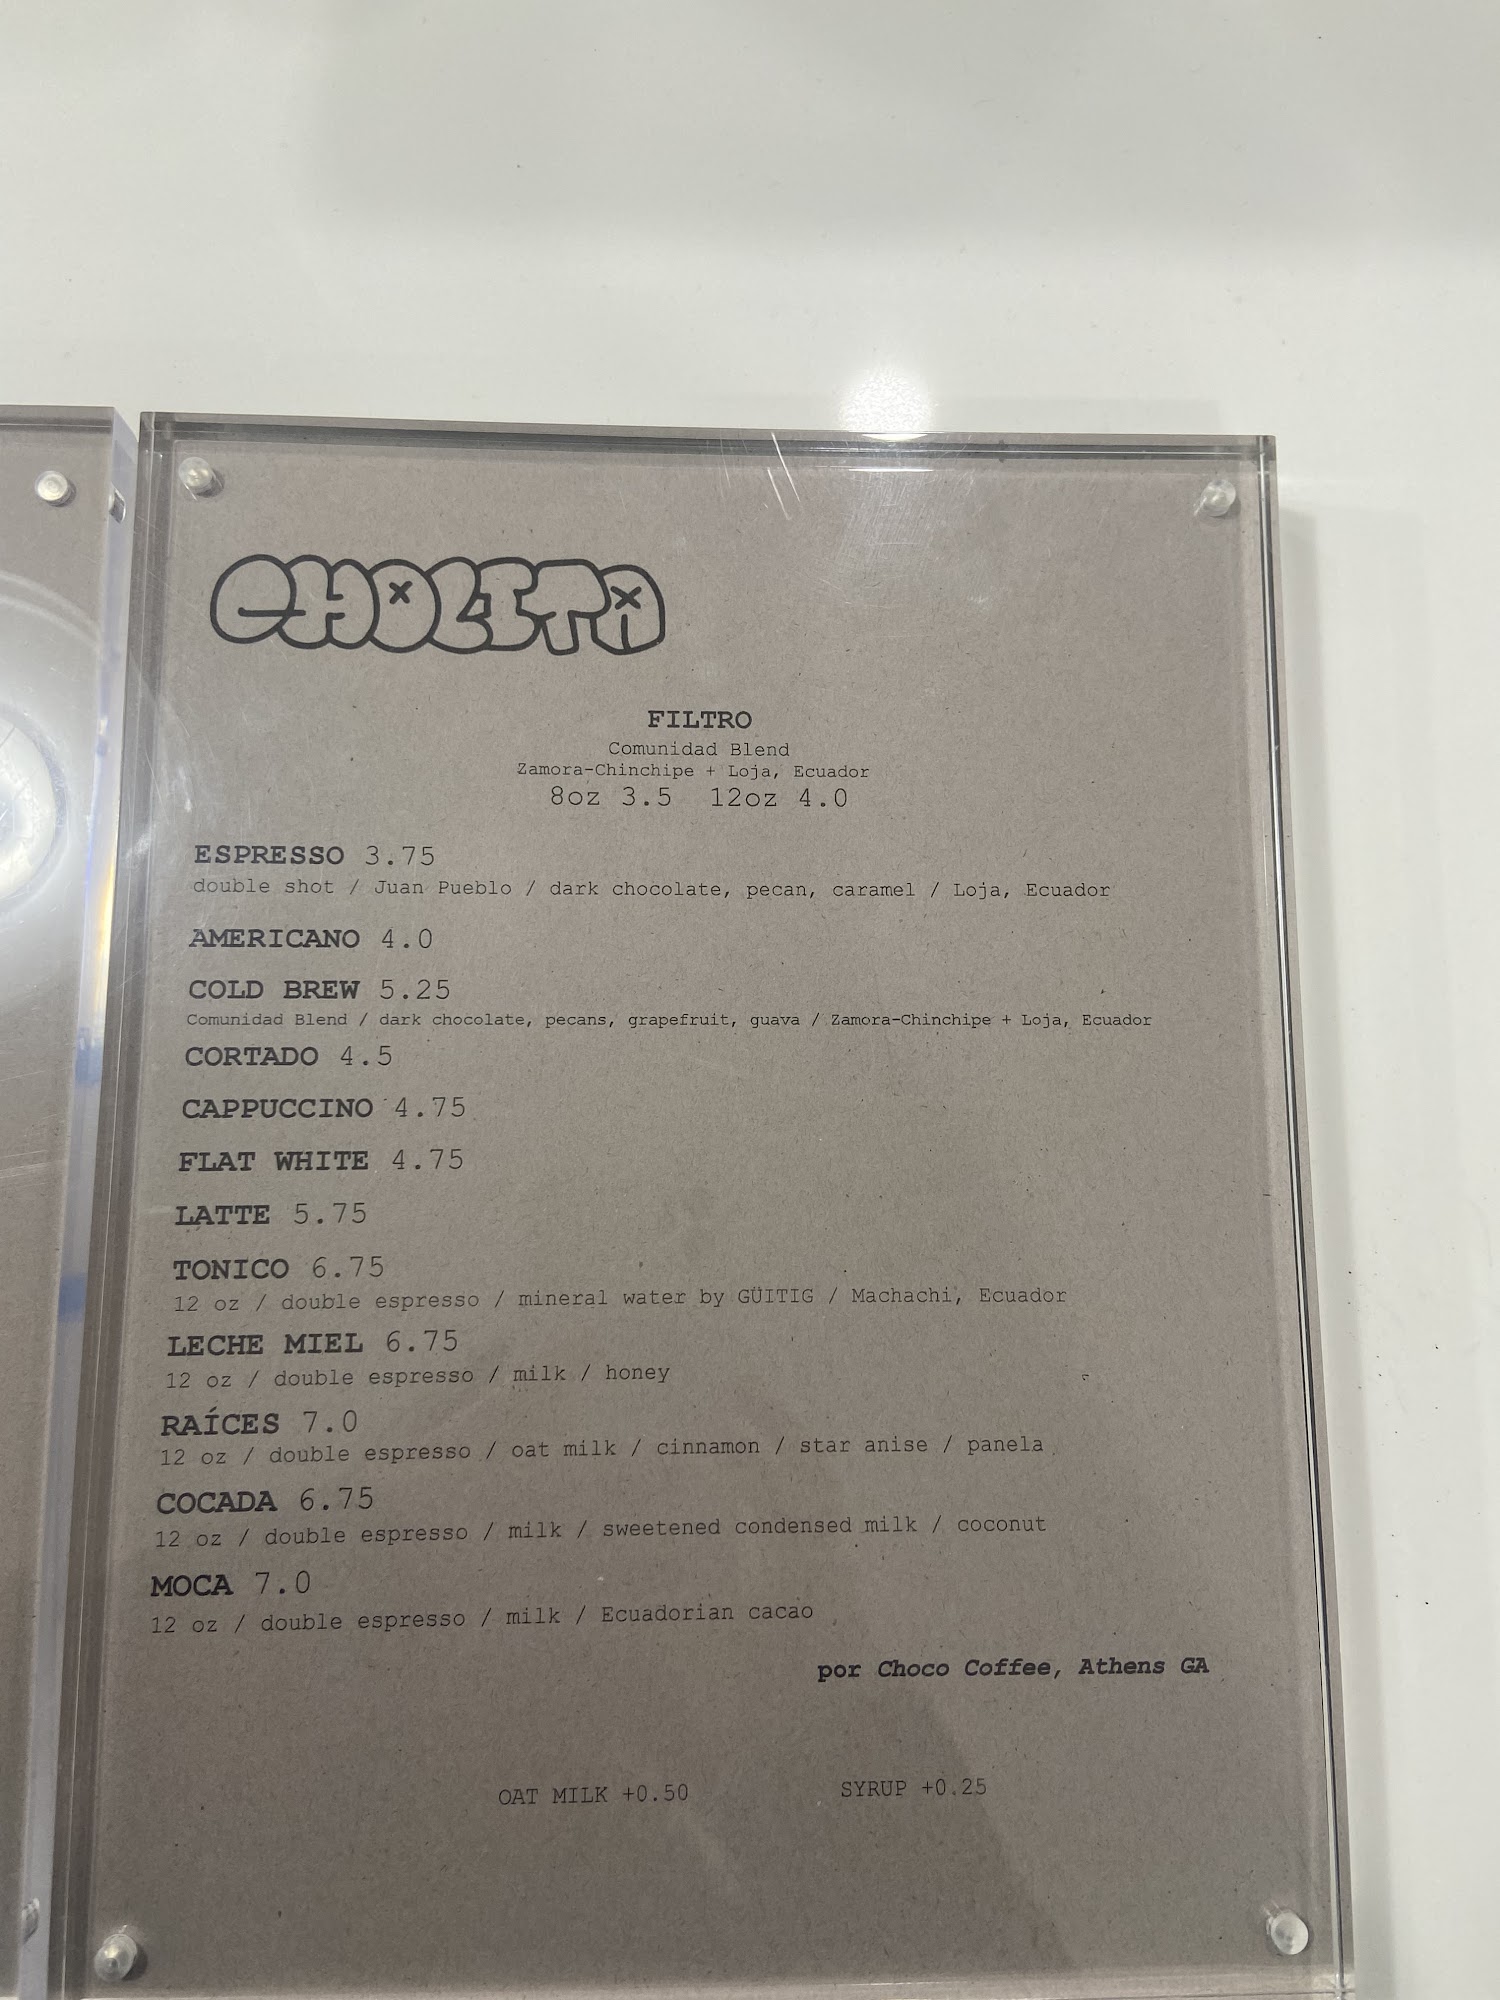 CHOLITA
FILTRO
Comunidad Blend
Zamora-Chinchipe + Loja, Ecuador
8oz 3.5 12oz 4.0
ESPRESSO 3.75
double shot / Juan Pueblo / dark chocolate, pecan, caramel / Loja, Ecuador
AMERICANO 4.0
COLD BREW 5.25
Comunidad Blend / dark chocolate, pecans, grapefruit, guava / Zamora-Chinchipe + Loja, Ecuador
CORTADO 4.5
CAPPUCCINO 4.75
FLAT WHITE 4.75
LATTE 5.75
TONICO 6.75
12 oz / double espresso / mineral water by GÜITIG / Machachi, Ecuador
LECHE MIEL 6.75
12 oz / double espresso / milk / honey
RAÍCES 7.0
12 oz / double espresso / oat milk / cinnamon / star anise / panela
COCADA 6.75
12 oz / double espresso / milk / sweetened condensed milk / coconut
MOCA 7.0
12 oz / double espresso / milk / Ecuadorian cacao
por Choco Coffee, Athens GA
OAT MILK +0.50 SYRUP +0.25